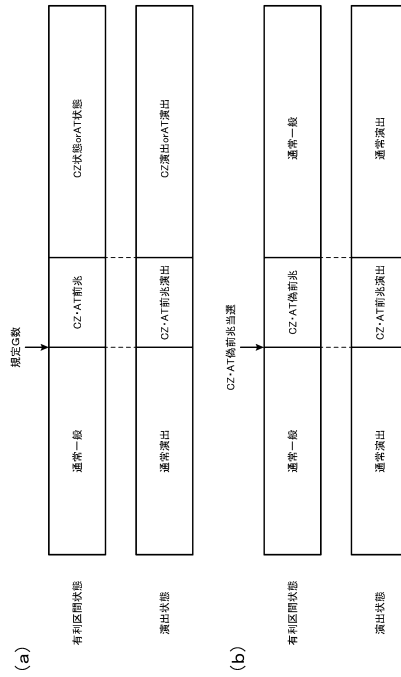 (a)
規定G数
有利区間状態
通常一般
CZ・AT前兆
CZ状態orAT状態
演出状態
通常演出
CZ・AT前兆演出
CZ演出orAT演出
(b)
CZ・AT偽前兆当選
有利区間状態
通常一般
CZ・AT偽前兆
通常一般
演出状態
通常演出
CZ・AT前兆演出
通常演出